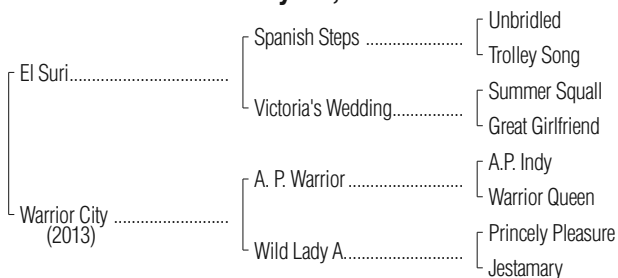 Unbridled
Spanish Steps ........................
Trolley Song
El Suri.......................................
Summer Squall
Victoria's Wedding.................
Great Girlfriend
A.P. Indy
A. P. Warrior ............................
Warrior Queen
Warrior City ............................
(2013)
Princely Pleasure
Wild Lady A.............................
Jestamary